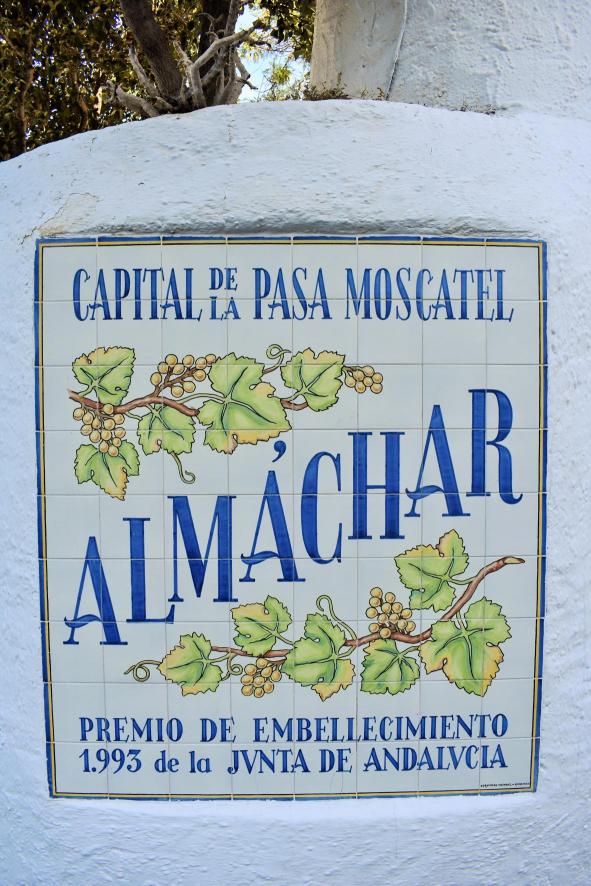 CAPITAL DE LA PASA MOSCATEL
ALMÁCHAR
PREMIO DE EMBELLECIMIENTO
1.993 de la JVNTA DE ANDALVCIA